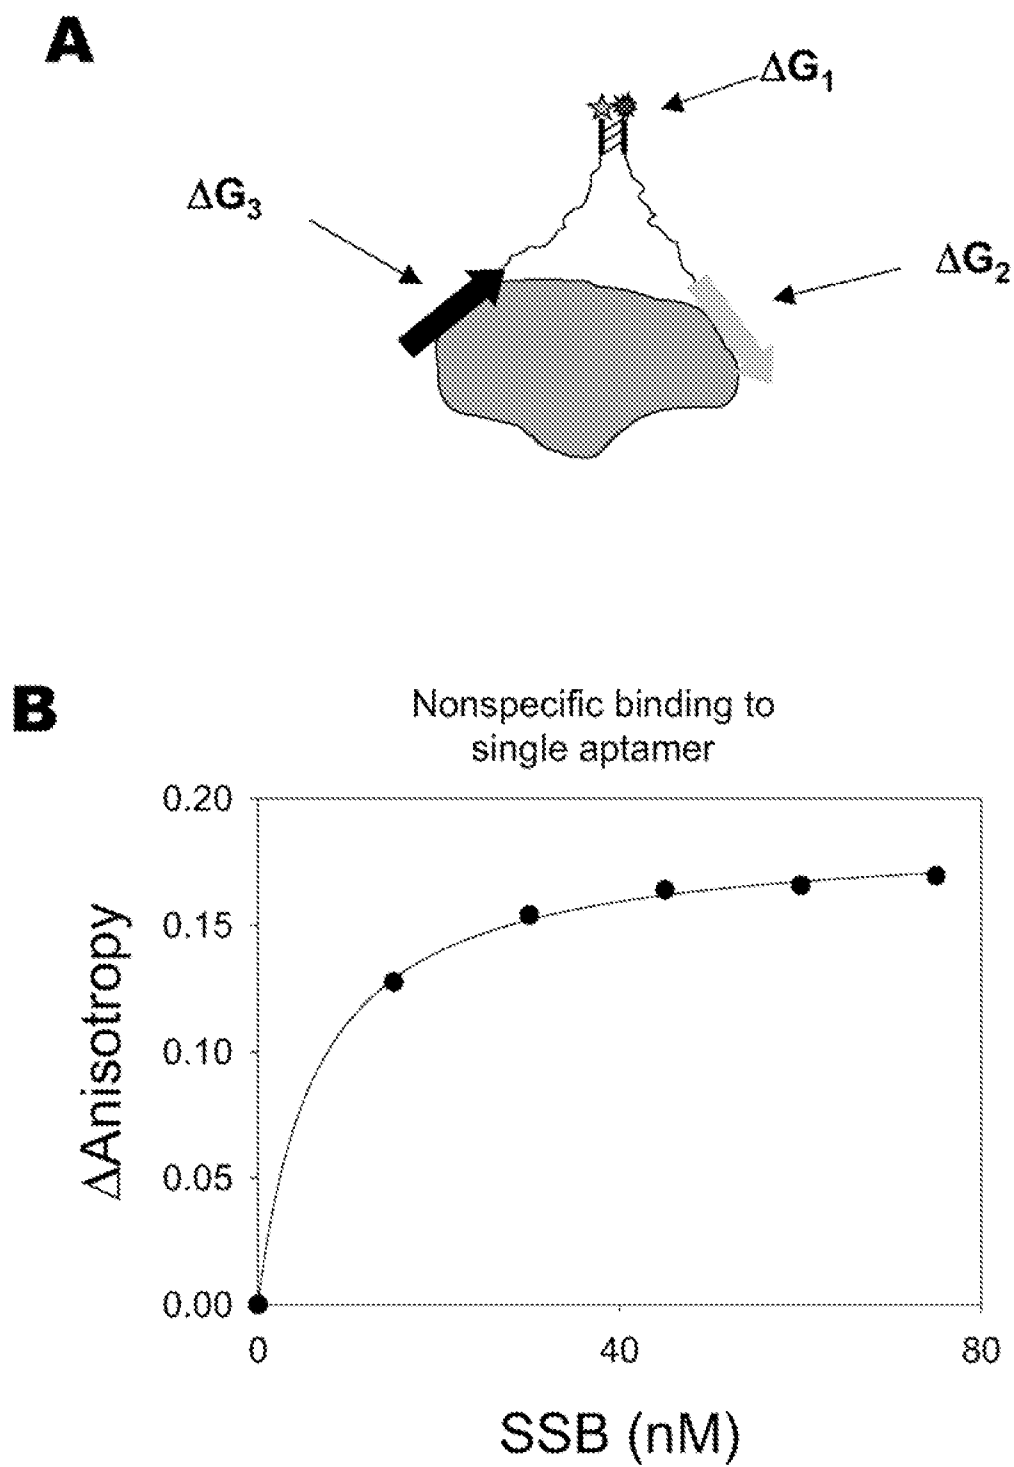 A
ΔG1
ΔG3
ΔG2
B
Nonspecific binding to
single aptamer
0.20
0.15
0.10
0.05
0.00
ΔAnisotropy
0
40
80
SSB (nM)